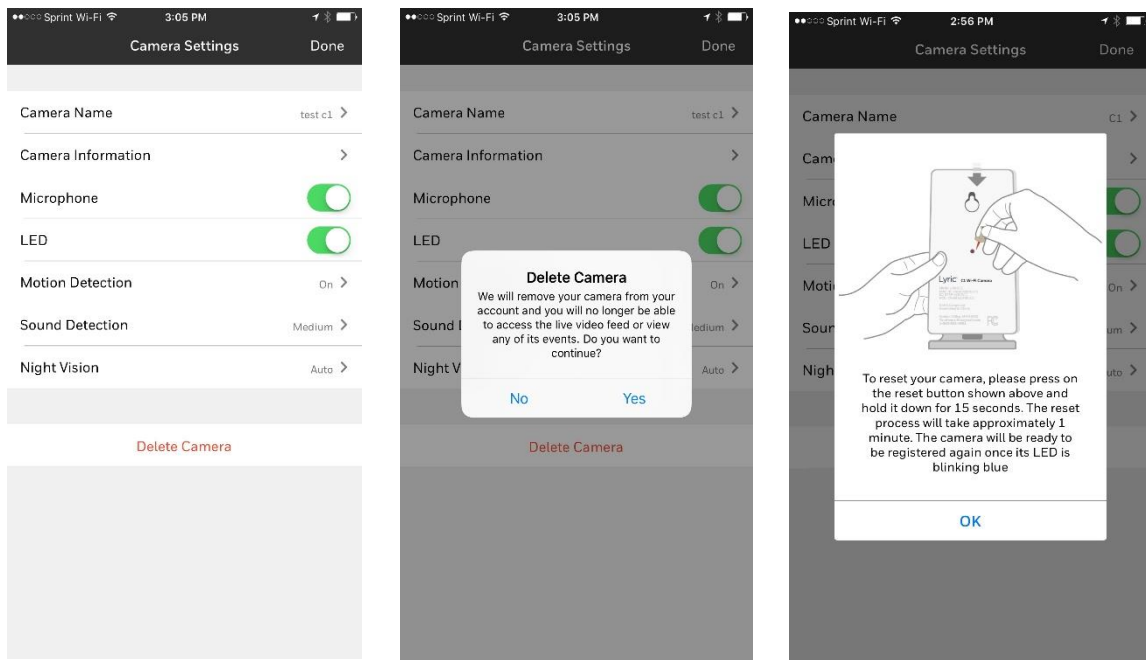 Sprint Wi-Fi 3:05 PM
Camera Settings Done
Camera Name test c1
Camera Information
Microphone
LED
Motion Detection On
Sound Detection Medium
Night Vision Auto
Delete Camera
Sprint Wi-Fi 3:05 PM
Camera Settings Done
Camera Name test c1
Camera Information
Microphone
LED
Motion On
Sound edium
Night V Auto
Delete Camera
We will remove your camera from your
account and you will no longer be able
to access the live video feed or view
any of its events. Do you want to
continue?
No Yes
Delete Camera
Sprint Wi-Fi 2:56 PM
Camera Settings Done
Camera Name C1
Cam
Micr
LED
Moti On
Soun um
Nigh uto
Lyric C1 Wi-Fi Camera
FC
To reset your camera, please press on
the reset button shown above and
hold it down for 15 seconds. The reset
process will take approximately 1
minute. The camera will be ready to
be registered again once its LED is
blinking blue
OK